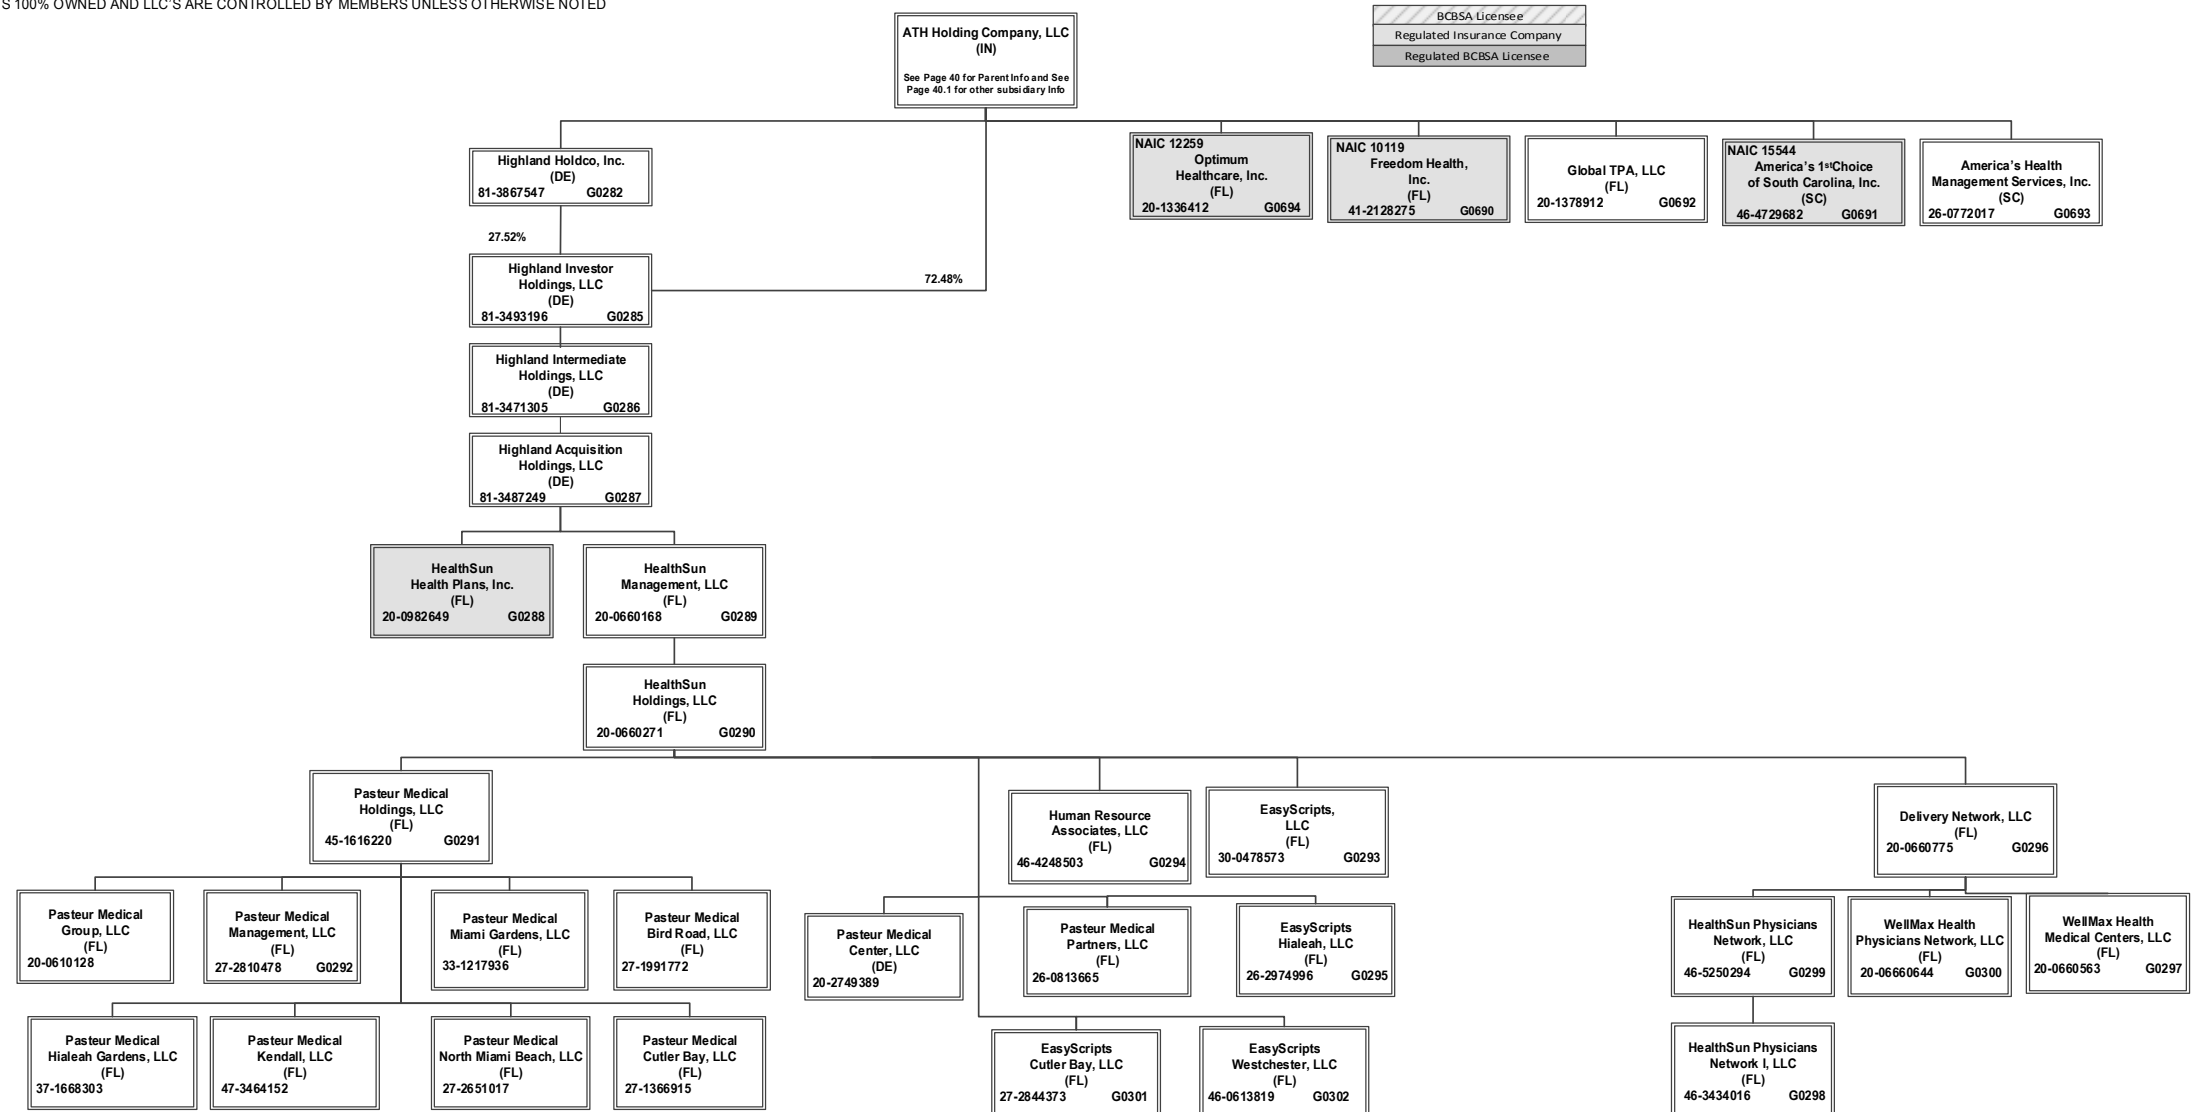 S 100% OWNED AND LLC'S ARE CONTROLLED BY MEMBERS UNLESS OTHERWISE NOTED
BCBSA Licensee
Regulated Insurance Company
Regulated BCBSA Licensee
ATH Holding Company, LLC
(IN)
See Page 40 for Parent Info and See
Page 40.1 for other subsidiary Info
Highland Holdco, Inc.
(DE)
81-3867547 G0282
NAIC 12259
Optimum
Healthcare, Inc.
(FL)
20-1336412 G0694
NAIC 10119
Freedom Health,
Inc.
(FL)
41-2128275 G0690
Global TPA, LLC
(FL)
20-1378912 G0692
NAIC 15544
America's 1st Choice
of South Carolina, Inc.
(SC)
46-4729682 G0691
America's Health
Management Services, Inc.
(SC)
26-0772017 G0693
27.52%
72.48%
Highland Investor
Holdings, LLC
(DE)
81-3493196 G0285
Highland Intermediate
Holdings, LLC
(DE)
81-3471305 G0286
Highland Acquisition
Holdings, LLC
(DE)
81-3487249 G0287
HealthSun
Health Plans, Inc.
(FL)
20-0982649 G0288
HealthSun
Management, LLC
(FL)
20-0660168 G0289
HealthSun
Holdings, LLC
(FL)
20-0660271 G0290
Pasteur Medical
Holdings, LLC
(FL)
45-1616220 G0291
Human Resource
Associates, LLC
(FL)
46-4248503 G0294
EasyScripts,
LLC
(FL)
30-0478573 G0293
Delivery Network, LLC
(FL)
20-0660775 G0296
Pasteur Medical
Group, LLC
(FL)
20-0610128
Pasteur Medical
Management, LLC
(FL)
27-2810478 G0292
Pasteur Medical
Miami Gardens, LLC
(FL)
33-1217936
Pasteur Medical
Bird Road, LLC
(FL)
27-1991772
Pasteur Medical
Center, LLC
(DE)
20-2749389
Pasteur Medical
Partners, LLC
(FL)
26-0813665
EasyScripts
Hialeah, LLC
(FL)
26-2974996 G0295
HealthSun Physicians
Network, LLC
(FL)
46-5250294 G0299
WellMax Health
Physicians Network, LLC
(FL)
20-06660644 G0300
WellMax Health
Medical Centers, LLC
(FL)
20-0660563 G0297
Pasteur Medical
Hialeah Gardens, LLC
(FL)
37-1668303
Pasteur Medical
Kendall, LLC
(FL)
47-3464152
Pasteur Medical
North Miami Beach, LLC
(FL)
27-2651017
Pasteur Medical
Cutler Bay, LLC
(FL)
27-1366915
EasyScripts
Cutler Bay, LLC
(FL)
27-2844373 G0301
EasyScripts
Westchester, LLC
(FL)
46-0613819 G0302
HealthSun Physicians
Network I, LLC
(FL)
46-3434016 G0298